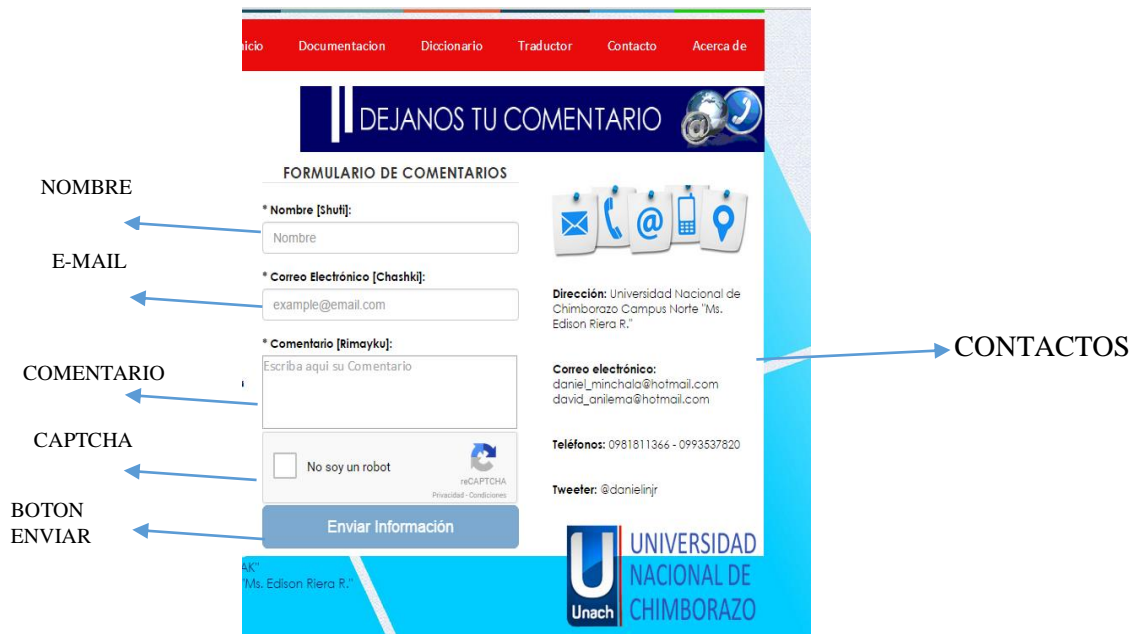 Documentacion Diccionario Traductor Contacto Acerca de
DEJANOS TU COMENTARIO
FORMULARIO DE COMENTARIOS
NOMBRE
* Nombre [Shuti]:
Nombre
E-MAIL
* Correo Electrónico [Chashki]:
example@email.com
* Comentario [Rimayku]:
COMENTARIO
Escriba aqui su Comentario
CAPTCHA
No soy un robot
reCAPTCHA
Privacidad - Condiciones
BOTON
ENVIAR
Enviar Información
Dirección: Universidad Nacional de
Chimborazo Campus Norte "Ms.
Edison Riera R."
CONTACTOS
Correo electrónico:
daniel_minchala@hotmail.com
david_anilema@hotmail.com
Teléfonos: 0981811366 - 0993537820
Tweeter: @danielinjr
Unach
UNIVERSIDAD
NACIONAL DE
CHIMBORAZO
AK"
"Ms. Edison Riera R."